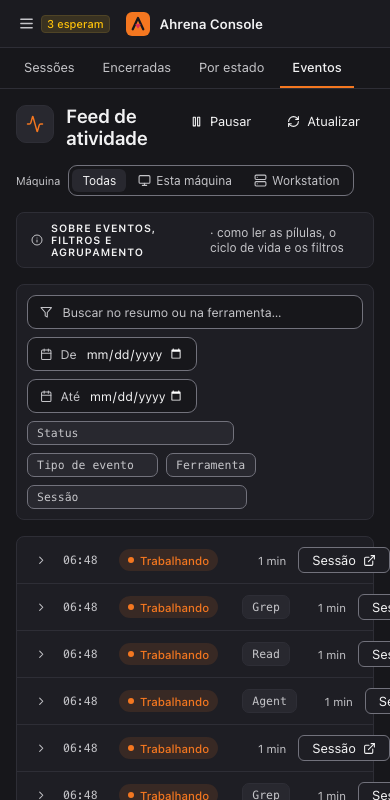 3 esperam Ahrena Console
Sessões Encerradas Por estado Eventos
Feed de
atividade
Pausar Atualizar
Máquina Todas Esta máquina Workstation
SOBRE EVENTOS,
FILTROS E
AGRUPAMENTO
· como ler as pílulas, o
ciclo de vida e os filtros
Buscar no resumo ou na ferramenta...
De mm/dd/yyyy
Até mm/dd/yyyy
Status
Tipo de evento Ferramenta
Sessão
06:48 Trabalhando 1 min Sessão
06:48 Trabalhando Grep 1 min Ses
06:48 Trabalhando Read 1 min Ses
06:48 Trabalhando Agent 1 min Se
06:48 Trabalhando 1 min Sessão
06:48 Trabalhando Grep 1 min Ses